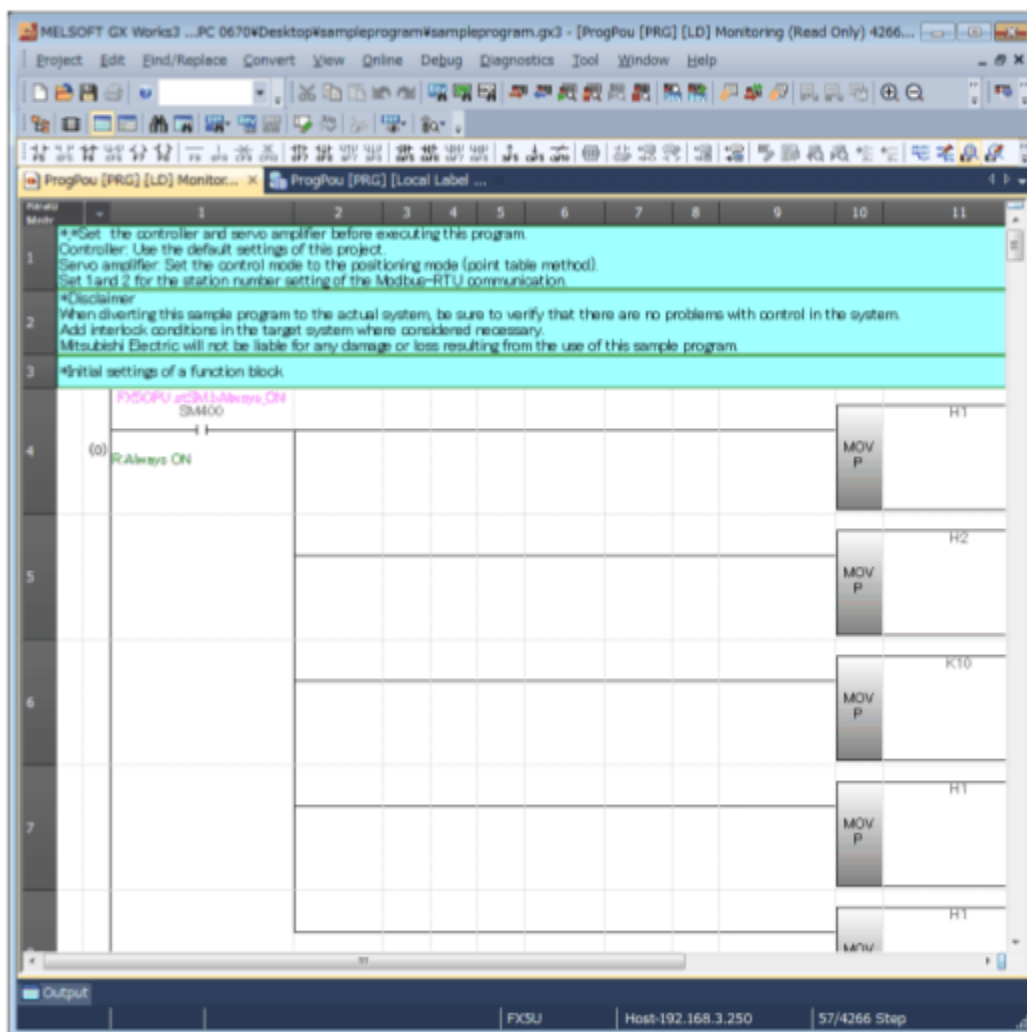 MELSOFT GX Works3 ...PC 0670¥Desktop¥sampleprogram¥sampleprogram.gx3 - [ProgPou [PRG] [LD] Monitoring (Read Only) 4266...
Project Edit Find/Replace Convert View Online Debug Diagnostics Tool Window Help
ProgPou [PRG] [LD] Monitor... ProgPou [PRG] [Local Label ...
1 2 3 4 5 6 7 8 9 10 11
1 *,*Set the controller and servo amplifier before executing this program.
Controller: Use the default settings of this project.
Servo amplifier: Set the control mode to the positioning mode (point table method).
Set 1and 2 for the station number setting of the Modbus-RTU communication.
*Disclaimer
2 When diverting this sample program to the actual system, be sure to verify that there are no problems with control in the system.
Add interlock conditions in the target system where considered necessary.
Mitsubishi Electric will not be liable for any damage or loss resulting from the use of this sample program.
3 *Initial settings of a function block
SM400
H1
4 (0) R:Always ON
MOV
P
H2
5
MOV
P
K10
6
MOV
P
H1
7
MOV
P
H1
MOV
Output
FX5U Host-192.168.3.250 57/4266 Step